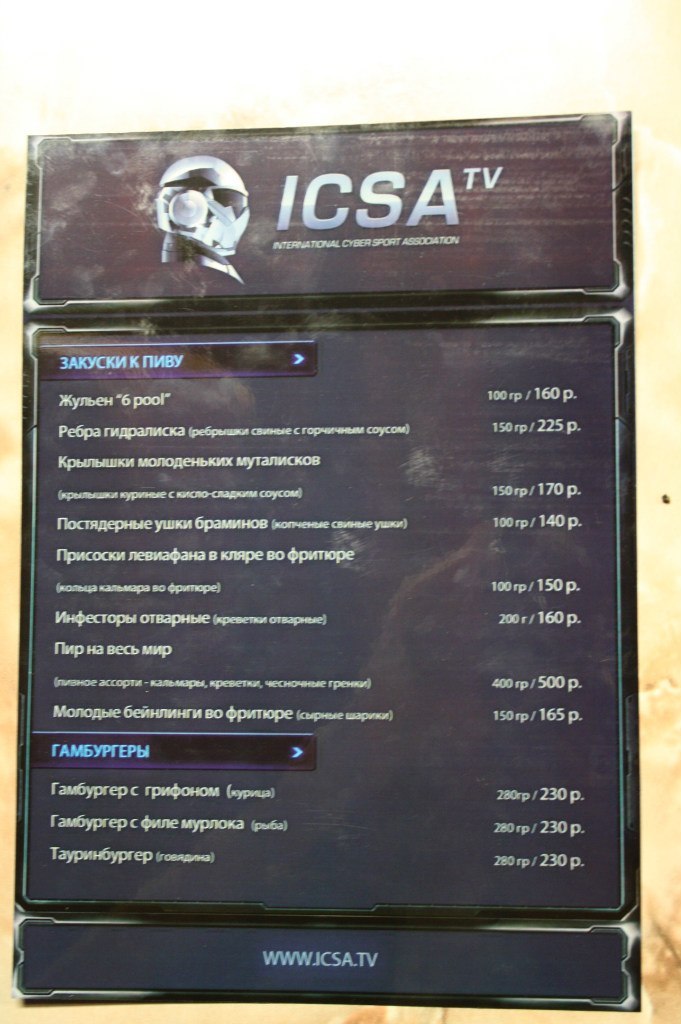 ICSA TV
INTERNATIONAL CYBER SPORT ASSOCIATION
ЗАКУСКИ К ПИВУ >
Жульен “6 pool” 100 гр / 160 р.
Ребра гидралиска (ребрышки свиные с горчичным соусом) 150 гр / 225 р.
Крылышки молоденьких муталисков
(крылышки куриные с кисло-сладким соусом) 150 гр / 170 р.
Постядерные ушки браминов (копченые свиные ушки) 100 гр / 140 р.
Присоски левиафана в кляре во фритюре
(кольца кальмара во фритюре) 100 гр / 150 р.
Инфесторы отварные (креветки отварные) 200 г / 160 р.
Пир на весь мир
(пивное ассорти - кальмары, креветки, чесночные гренки) 400 гр / 500 р.
Молодые бейнлинги во фритюре (сырные шарики) 150 гр / 165 р.
ГАМБУРГЕРЫ >
Гамбургер с грифоном (курица) 280гр / 230 р.
Гамбургер с филе мурлока (рыба) 280 гр / 230 р.
Тауринбургер (говядина) 280 гр / 230 р.
WWW.ICSA.TV